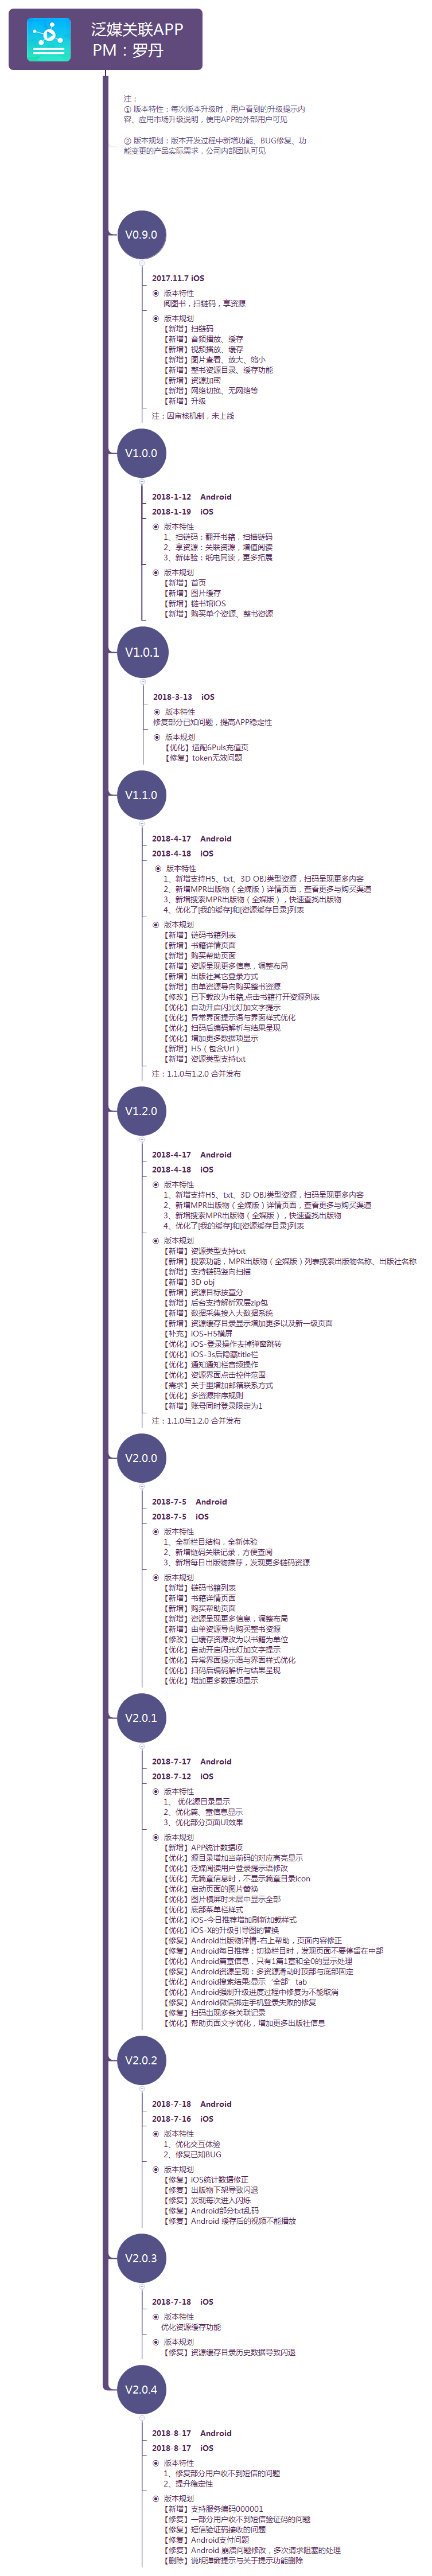 泛媒关联APP
PM：罗丹
注：
① 版本特性：每次版本升级时，用户看到的升级提示内
容、应用市场升级说明，使用APP的外部用户可见
② 版本规划：版本开发过程中新增功能、BUG修复、功
能变更的产品实际需求，公司内部团队可见
V0.9.0
2017.11.7 iOS
版本特性
阅图书，扫链码，享资源
版本规划
【新增】扫链码
【新增】音频播放、缓存
【新增】视频播放、缓存
【新增】图片查看、放大、缩小
【新增】整书资源目录、缓存功能
【新增】资源加密
【新增】网络切换、无网络等
【新增】升级
注：因审核机制，未上线
V1.0.0
2018-1-12 Android
2018-1-19 iOS
版本特性
1、扫链码：翻开书籍，扫描链码
2、享资源：关联资源，增值阅读
3、新体验：纸电同读，更多拓展
版本规划
【新增】首页
【新增】图片缓存
【新增】链书馆iOS
【新增】购买单个资源、整书资源
V1.0.1
2018-3-13 iOS
版本特性
修复部分已知问题，提高APP稳定性
版本规划
【优化】适配6Puls充值页
【修复】token无效问题
V1.1.0
2018-4-17 Android
2018-4-18 iOS
版本特性
1、新增支持H5、txt、3D OBJ类型资源，扫码呈现更多内容
2、新增MPR出版物（全媒版）详情页面，查看更多与购买渠道
3、新增搜索MPR出版物（全媒版），快速查找出版物
4、优化了[我的缓存]和[资源缓存目录]列表
版本规划
【新增】链码书籍列表
【新增】书籍详情页面
【新增】购买帮助页面
【新增】资源呈现更多信息，调整布局
【新增】出版社其它登录方式
【新增】由单资源导向购买整书资源
【修改】已下载改为书籍,点击书籍打开资源列表
【优化】自动开启闪光灯加文字提示
【优化】异常界面提示语与界面样式优化
【优化】扫码后编码解析与结果呈现
【优化】增加更多数据项显示
【新增】H5（包含Url）
【新增】资源类型支持txt
注：1.1.0与1.2.0 合并发布
V1.2.0
2018-4-17 Android
2018-4-18 iOS
版本特性
1、新增支持H5、txt、3D OBJ类型资源，扫码呈现更多内容
2、新增MPR出版物（全媒版）详情页面，查看更多与购买渠道
3、新增搜索MPR出版物（全媒版），快速查找出版物
4、优化了[我的缓存]和[资源缓存目录]列表
版本规划
【新增】资源类型支持txt
【新增】搜索功能，MPR出版物（全媒版）列表搜索出版物名称、出版社名称
【新增】支持链码竖向扫描
【新增】3D obj
【新增】资源目标按章分
【新增】后台支持解析双层zip包
【新增】数据采集接入大数据系统
【新增】资源缓存目录显示增加更多以及新一级页面
【补充】iOS-H5横屏
【优化】iOS-登录操作去掉弹窗跳转
【优化】iOS-3s后隐藏title栏
【优化】通知通知栏音频操作
【优化】资源界面点击控件范围
【需求】关于里增加邮箱联系方式
【优化】多资源排序规则
【新增】账号同时登录限定为1
注：1.1.0与1.2.0 合并发布
V2.0.0
2018-7-5 Android
2018-7-5 iOS
版本特性
1、全新栏目结构，全新体验
2、新增链码关联记录，方便查阅
3、新增每日出版物推荐，发现更多链码资源
版本规划
【新增】链码书籍列表
【新增】书籍详情页面
【新增】购买帮助页面
【新增】资源呈现更多信息，调整布局
【新增】由单资源导向购买整书资源
【修改】已缓存资源改为以书籍为单位
【优化】自动开启闪光灯加文字提示
【优化】异常界面提示语与界面样式优化
【优化】扫码后编码解析与结果呈现
【优化】增加更多数据项显示
V2.0.1
2018-7-17 Android
2018-7-12 iOS
版本特性
1、 优化源目录显示
2、优化篇、章信息显示
3、优化部分页面UI效果
版本规划
【新增】APP统计数据项
【优化】源目录增加当前码的对应高亮显示
【优化】泛媒阅读用户登录提示语修改
【优化】无篇章信息时，不显示篇章目录icon
【优化】启动页面的图片替换
【优化】图片横屏时未居中显示全部
【优化】底部菜单栏样式
【优化】iOS-今日推荐增加刷新加载样式
【优化】iOS-X的升级引导图的替换
【修复】Android出版物详情-右上帮助，页面内容修正
【修复】Android每日推荐；切换栏目时，发现页面不要停留在中部
【优化】Android篇章信息，只有1篇1章和全0的显示处理
【修复】Android资源呈现：多资源滑动时顶部与底部固定
【优化】Android搜索结果:显示‘全部’tab
【优化】Android强制升级进度过程中修复为不能取消
【修复】Android微信绑定手机登录失败的修复
【修复】扫码出现多条关联记录
【优化】帮助页面文字优化，增加更多出版社信息
V2.0.2
2018-7-18 Android
2018-7-16 iOS
版本特性
1、优化交互体验
2、修复已知BUG
版本规划
【修复】iOS统计数据修正
【修复】出版物下架导致闪退
【修复】发现每次进入闪烁
【修复】Android部分txt乱码
【修复】Android 缓存后的视频不能播放
V2.0.3
2018-7-18 iOS
版本特性
优化资源缓存功能
版本规划
【修复】资源缓存目录历史数据导致闪退
V2.0.4
2018-8-17 Android
2018-8-17 iOS
版本特性
1、修复部分用户收不到短信的问题
2、提升稳定性
版本规划
【新增】支持服务编码000001
【修复】一部分用户收不到短信验证码的问题
【修复】短信验证码接收的问题
【修复】Android支付问题
【修复】Android 崩溃问题修改，多次请求阻塞的处理
【删除】说明弹窗提示与关于提示功能删除